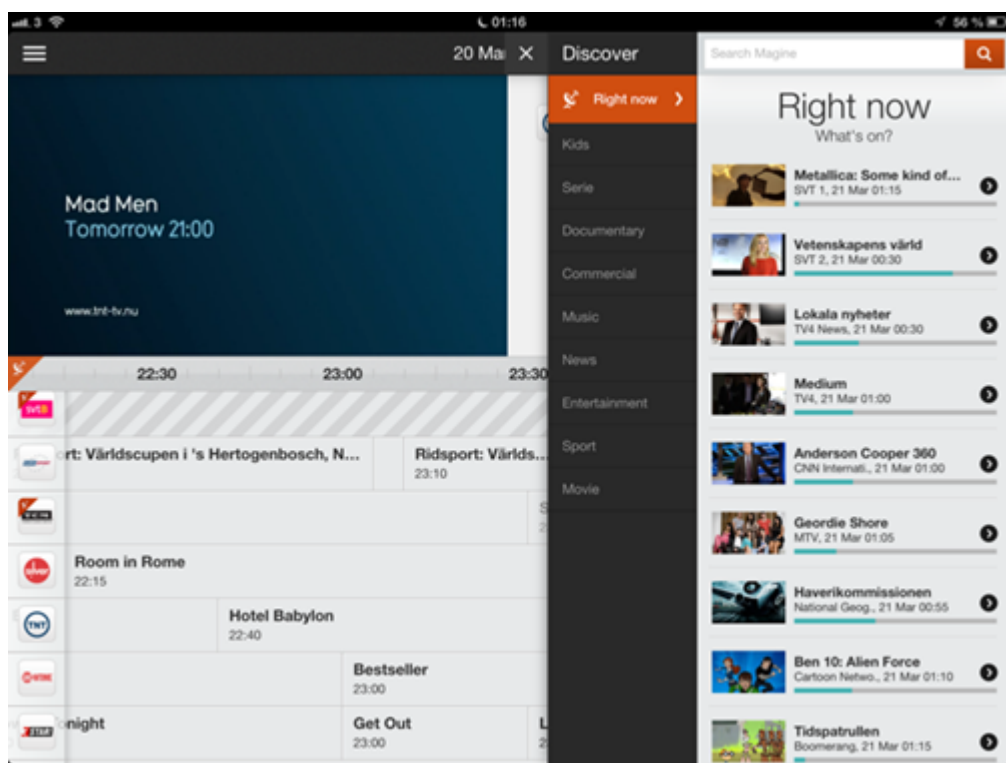 3
01:16
56 %
20 Mar
Discover
Search Magine
Right now
Kids
Serie
Documentary
Commercial
Music
News
Entertainment
Sport
Movie
Mad Men
Tomorrow 21:00
www.tnt-tv.nu
22:30 23:00 23:30
svtB
rt: Världscupen i 's Hertogenbosch, N...
Ridsport: Världs...
23:10
Room in Rome
22:15
TNT
Hotel Babylon
22:40
Bestseller
23:00
onight
Get Out
23:00
Right now
What's on?
Metallica: Some kind of...
SVT 1, 21 Mar 01:15
Vetenskapens värld
SVT 2, 21 Mar 00:30
Lokala nyheter
TV4 News, 21 Mar 00:30
Medium
TV4, 21 Mar 01:00
Anderson Cooper 360
CNN Internati., 21 Mar 01:00
Geordie Shore
MTV, 21 Mar 01:05
Haverikommissionen
National Geog., 21 Mar 00:55
Ben 10: Alien Force
Cartoon Netwo., 21 Mar 01:10
Tidspatrullen
Boomerang, 21 Mar 01:15